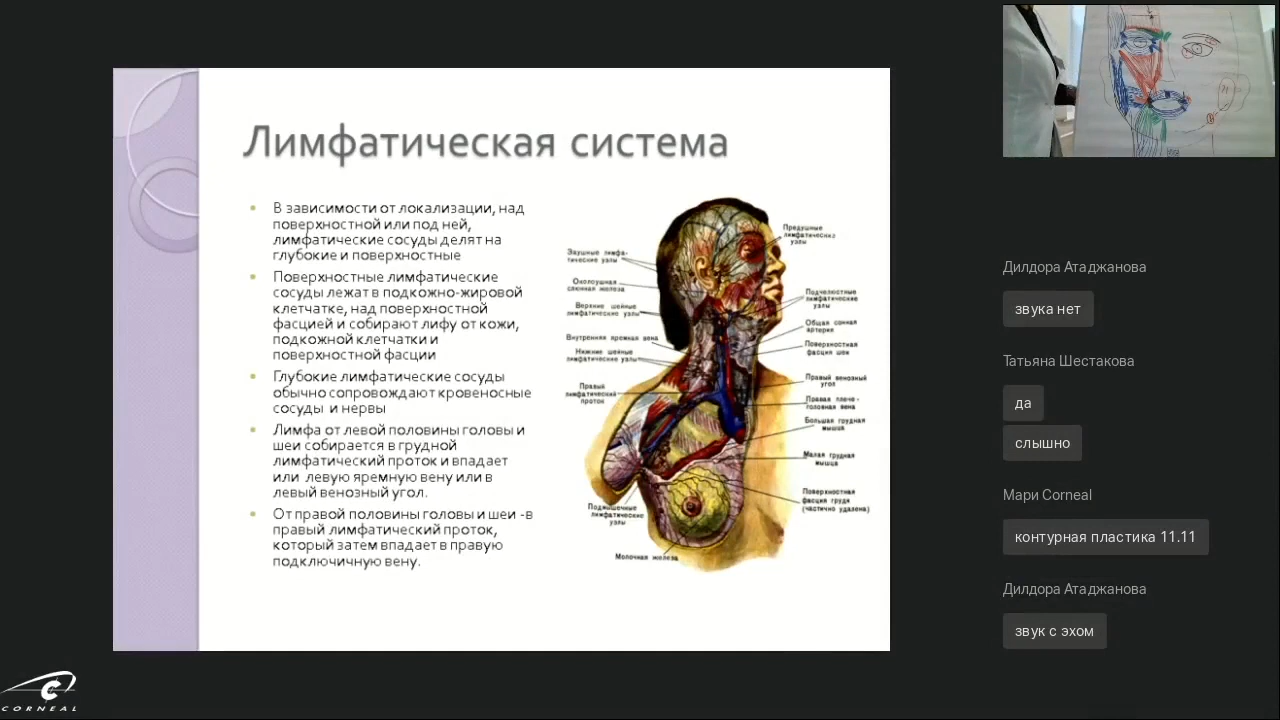 Лимфатическая система
В зависимости от локализации, над
поверхностной или под ней,
лимфатические сосуды делят на
глубокие и поверхностные
Поверхностные лимфатические
сосуды лежат в подкожно-жировой
клетчатке, над поверхностной
фасцией и собирают лифу от кожи,
подкожной клетчатки и
поверхностной фасции
Глубокие лимфатические сосуды
обычно сопровождают кровеносные
сосуды и нервы
Лимфа от левой половины головы и
шеи собирается в грудной
лимфатический проток и впадает
или левую яремную вену или в
левый венозный угол.
От правой половины головы и шеи -в
правый лимфатический проток,
который затем впадает в правую
подключичную вену.
Заушные лимфа-
тические узлы
Околоушная
слюнная железа
Верхние шейные
лимфатические узлы
Внутренняя яремная вена
Нижние шейные
лимфатические узлы
Правый
лимфатический
проток
Подмышечные
лимфатические
узлы
Молочная железа
Предушные
лимфатические
узлы
Подчелюстные
лимфатические
узлы
Общая сонная
артерия
Поверхностная
фасция шеи
Правый венозный
угол
Правая плече-
головная вена
Большая грудная
мышца
Малая грудная
мышца
Поверхностная
фасция груди
(частично удалена)
Дилдора Атаджанова
звука нет
Татьяна Шестакова
да
слышно
Мари Corneal
контурная пластика 11.11
Дилдора Атаджанова
звук с эхом
CORNEAL